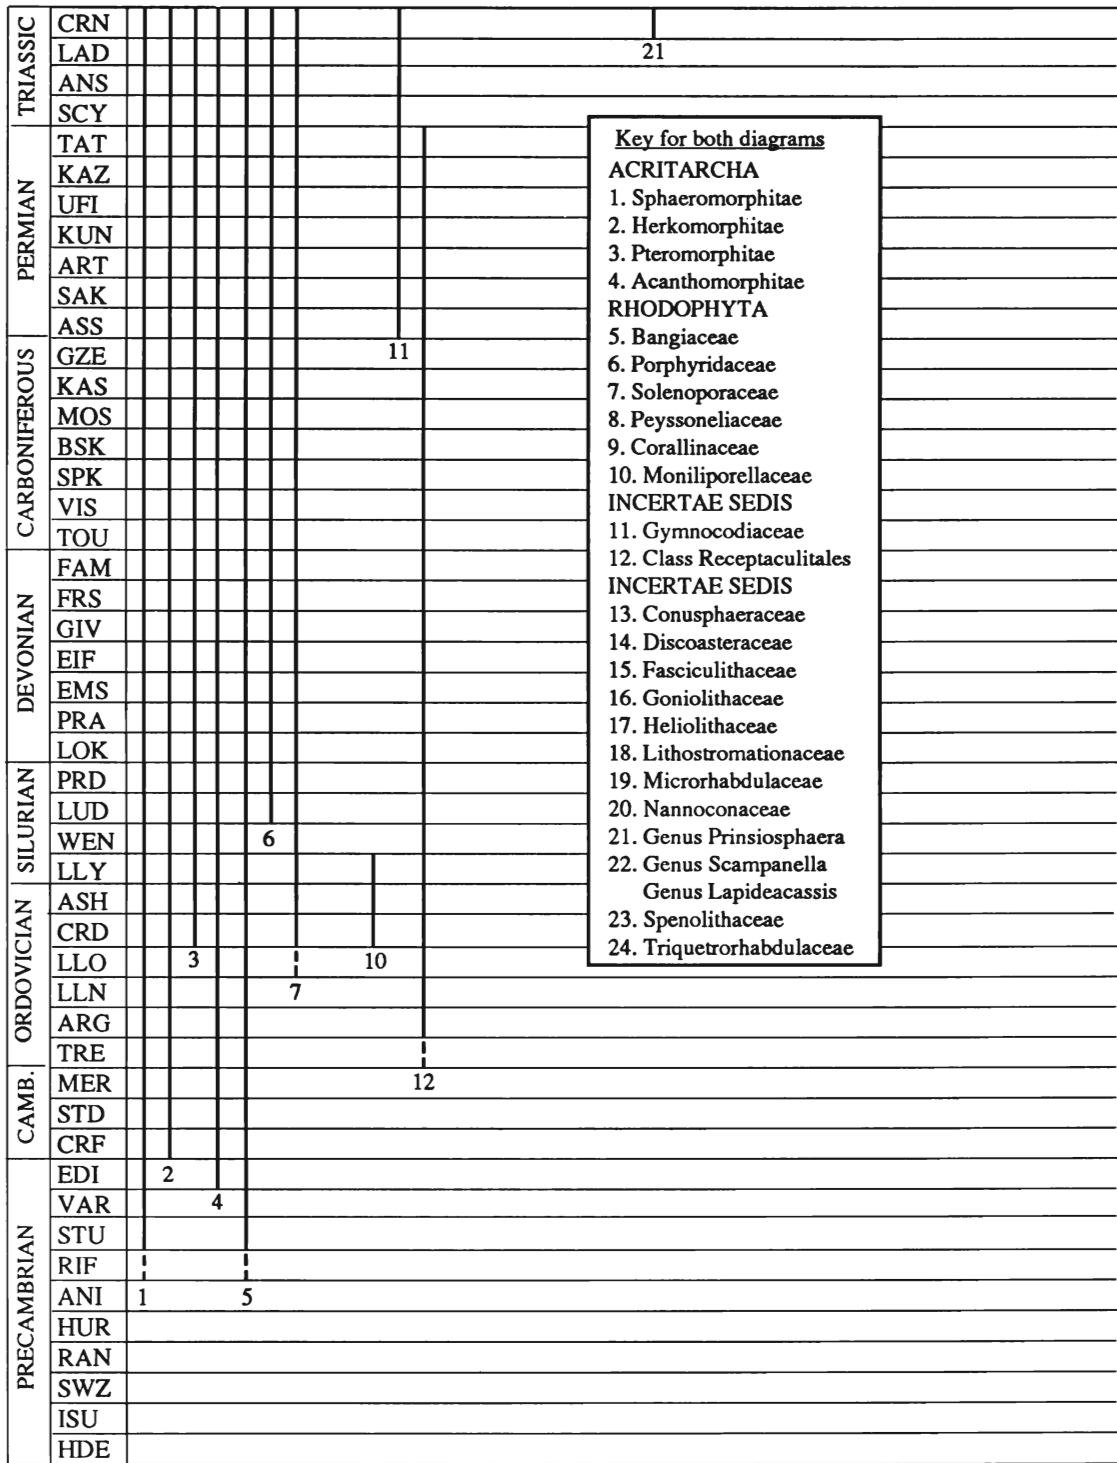 TRIASSIC
CRN
LAD
ANS
SCY
PERMIAN
TAT
KAZ
UFI
KUN
ART
SAK
ASS
CARBONIFEROUS
GZE
KAS
MOS
BSK
SPK
VIS
TOU
DEVONIAN
FAM
FRS
GIV
EIF
EMS
PRA
LOK
SILURIAN
PRD
LUD
WEN
LLY
ORDOVICIAN
ASH
CRD
LLO
LLN
ARG
TRE
CAMB.
MER
STD
CRF
PRECAMBRIAN
EDI
VAR
STU
RIF
ANI
HUR
RAN
SWZ
ISU
HDE
21
11
6
3
10
7
12
2
4
1
5
Key for both diagrams
ACRITARCHA
1. Sphaeromorphitae
2. Herkomorphitae
3. Pteromorphitae
4. Acanthomorphitae
RHODOPHYTA
5. Bangiaceae
6. Porphyridaceae
7. Solenoporaceae
8. Peyssoneliaceae
9. Corallinaceae
10. Moniliporellaceae
INCERTAE SEDIS
11. Gymnocodiaceae
12. Class Receptaculitales
INCERTAE SEDIS
13. Conusphaeraceae
14. Discoasteraceae
15. Fasciculithaceae
16. Goniolithaceae
17. Heliolithaceae
18. Lithostromationaceae
19. Microrhabdulaceae
20. Nannoconaceae
21. Genus Prinsiosphaera
22. Genus Scampanella
Genus Lapideacassis
23. Spenolithaceae
24. Triquetrorhabdulaceae